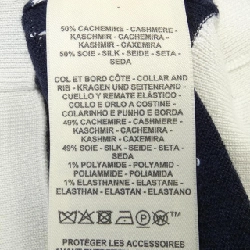 50% CACHEMIRE - CASHMERE -
KASCHMIR - CACHEMIRA -
KASHMIR - CAXEMIRA
50% SOIE - SILK - SEIDE - SETA -
SEDA
COL ET BORD CÔTE - COLLAR AND
RIB - KRAGEN UND SEITENRAND
CUELLO Y REMATE ELÁSTICO -
COLLO E ORLO A COSTINE -
COLARINHO E PUNHO E BORDA
49% CACHEMIRE - CASHMERE -
KASCHMIR - CACHEMIRA -
KASHMIR - CAXEMIRA
49% SOIE - SILK - SEIDE - SETA -
SEDA
1% POLYAMIDE - POLYAMID -
POLIAMMIDE - POLIAMIDA
1% ELASTHANNE - ELASTANE -
ELASTHAN - ELASTAN - ELASTANO
PROTÉGER LES ACCESSOIRES